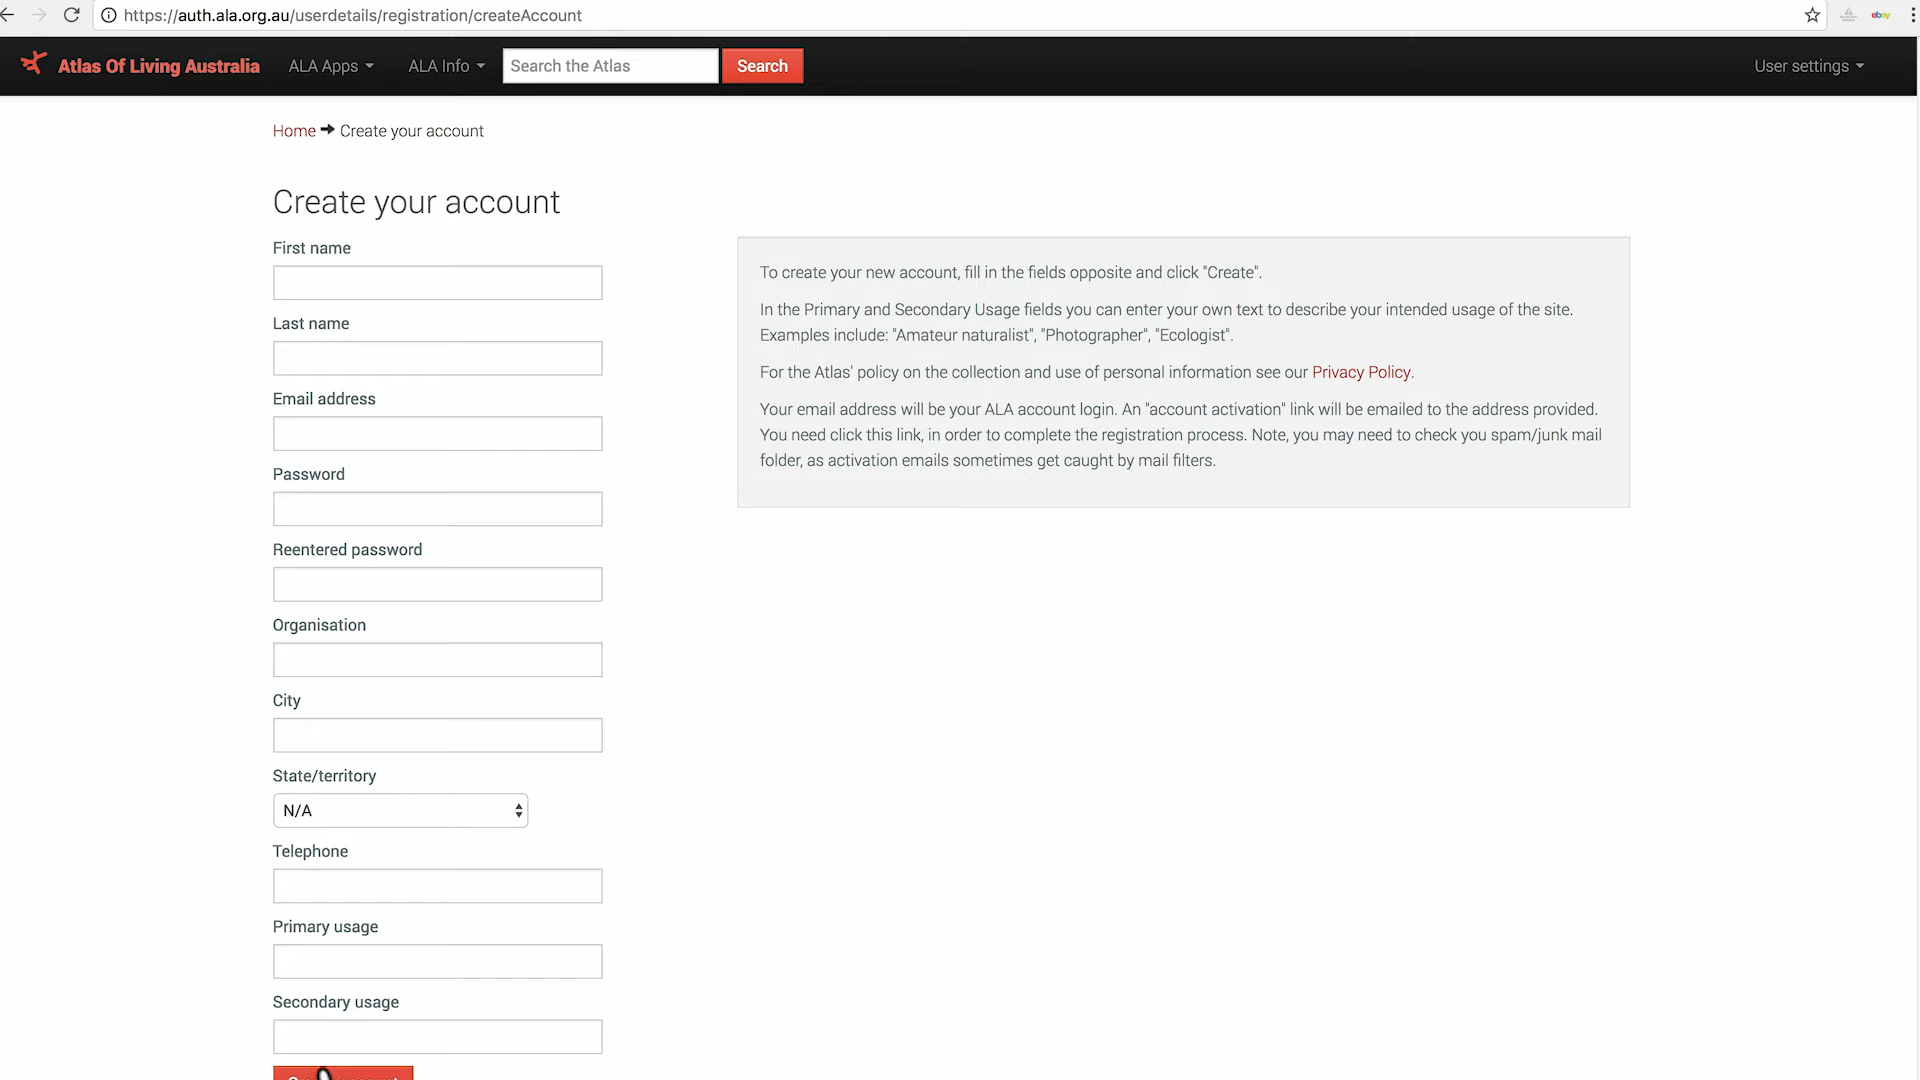 https://auth.ala.org.au/userdetails/registration/createAccount
ebay
Atlas Of Living Australia ALA Apps ALA Info Search the Atlas Search User settings
Home Create your account
Create your account
First name
Last name
Email address
Password
Reentered password
Organisation
City
State/territory
N/A
Telephone
Primary usage
Secondary usage
To create your new account, fill in the fields opposite and click "Create".
In the Primary and Secondary Usage fields you can enter your own text to describe your intended usage of the site.
Examples include: "Amateur naturalist", "Photographer", "Ecologist".
For the Atlas' policy on the collection and use of personal information see our Privacy Policy.
Your email address will be your ALA account login. An "account activation" link will be emailed to the address provided.
You need click this link, in order to complete the registration process. Note, you may need to check you spam/junk mail
folder, as activation emails sometimes get caught by mail filters.